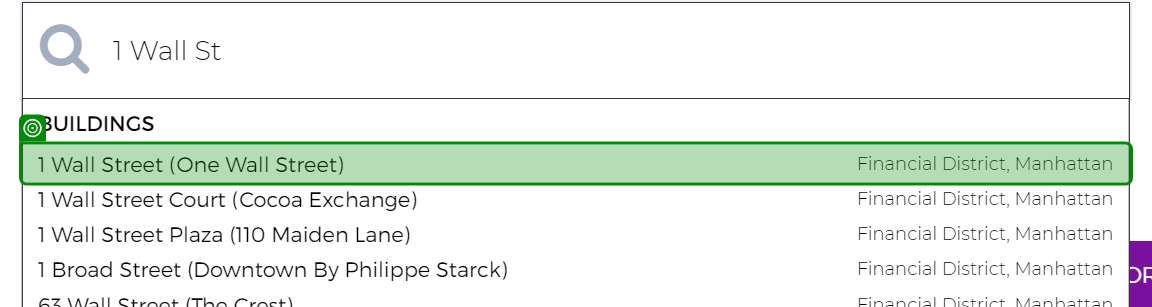 1 Wall St
BUILDINGS
1 Wall Street (One Wall Street) Financial District, Manhattan
1 Wall Street Court (Cocoa Exchange) Financial District, Manhattan
1 Wall Street Plaza (110 Maiden Lane) Financial District, Manhattan
1 Broad Street (Downtown By Philippe Starck) Financial District, Manhattan
OR
63 Wall Street (The Crest) Financial District, Manhattan